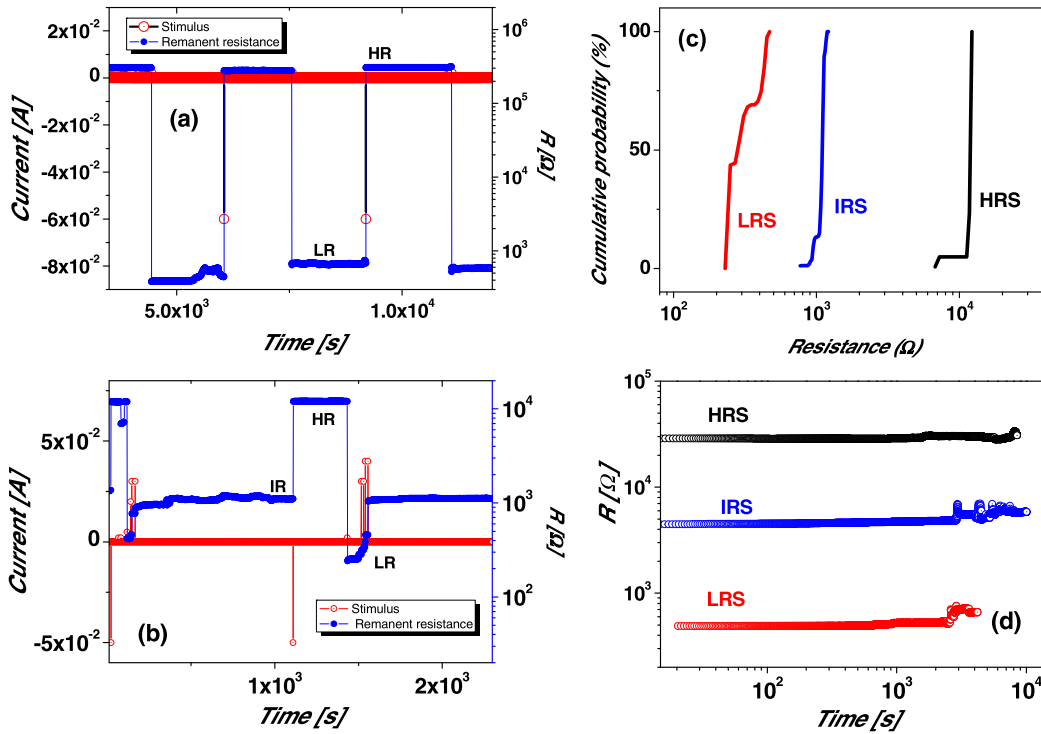 Stimulus
Remanent resistance
HR
(a)
LR
Current [A]
0
-2x10⁻²
-4x10⁻²
-6x10⁻²
-8x10⁻²
10⁶
10⁵
10⁴
10³
R [Ω]
5.0x10³
1.0x10⁴
Time [s]
(c)
Cumulative probability (%)
100
50
0
LRS
IRS
HRS
10²
10³
10⁴
Resistance (Ω)
HR
IR
LR
Current [A]
5x10⁻²
0
-5x10⁻²
10⁴
10³
10²
R [Ω]
Stimulus
Remanent resistance
(b)
1x10³
2x10³
Time [s]
R [Ω]
10⁵
10⁴
10³
HRS
IRS
LRS
(d)
10²
10³
10⁴
Time [s]